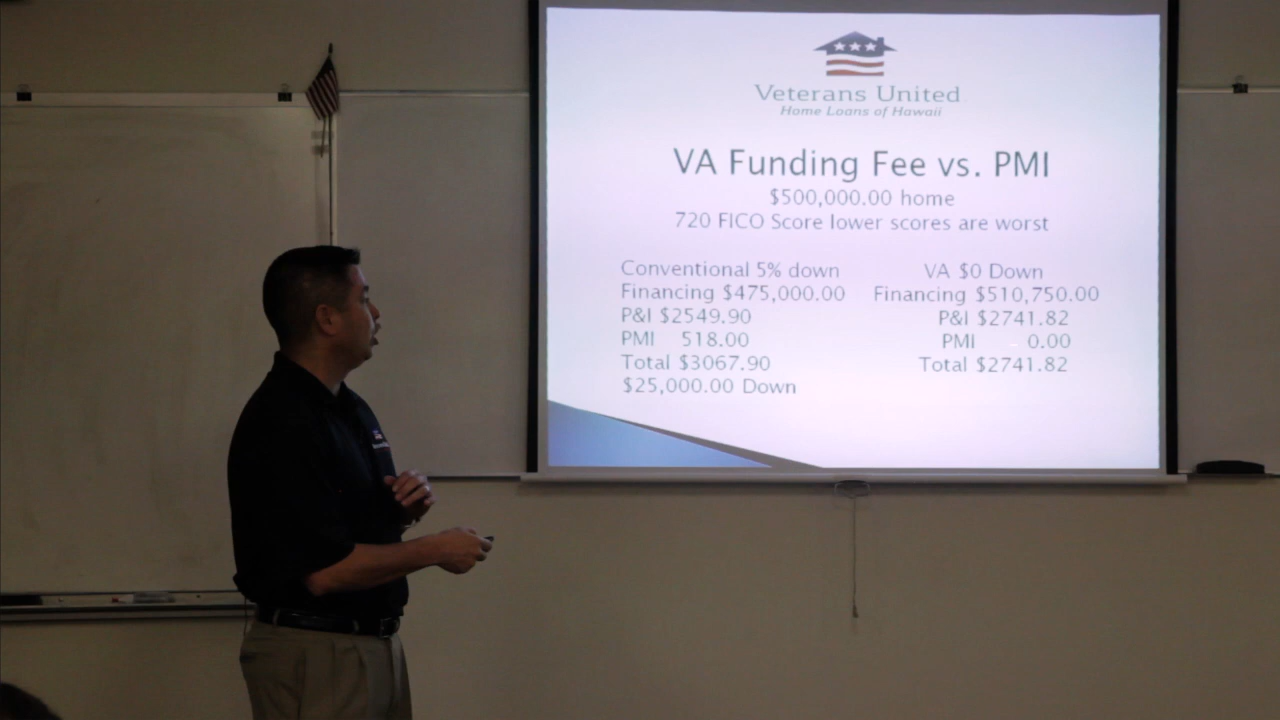 Veterans United
Home Loans of Hawaii
VA Funding Fee vs. PMI
$500,000.00 home
720 FICO Score lower scores are worst
Conventional 5% down
Financing $475,000.00
P&I $2549.90
PMI 518.00
Total $3067.90
$25,000.00 Down
VA $0 Down
Financing $510,750.00
P&I $2741.82
PMI 0.00
Total $2741.82